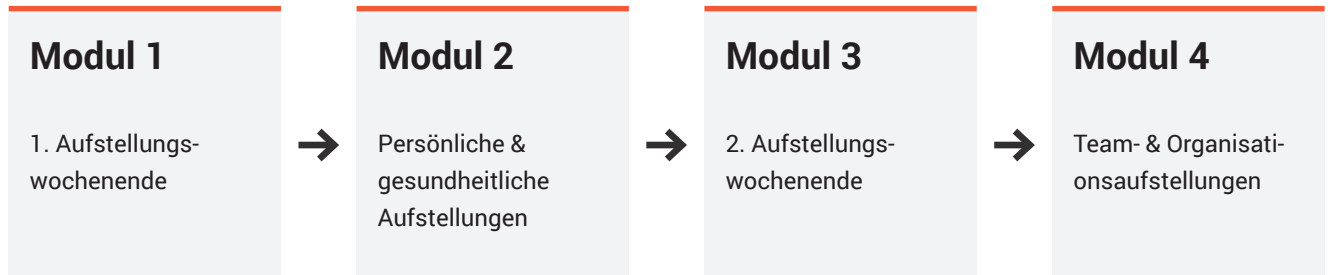 Modul 1
1. Aufstellungs-
wochenende
Modul 2
Persönliche &
gesundheitliche
Aufstellungen
Modul 3
2. Aufstellungs-
wochenende
Modul 4
Team- & Organisati-
onsaufstellungen